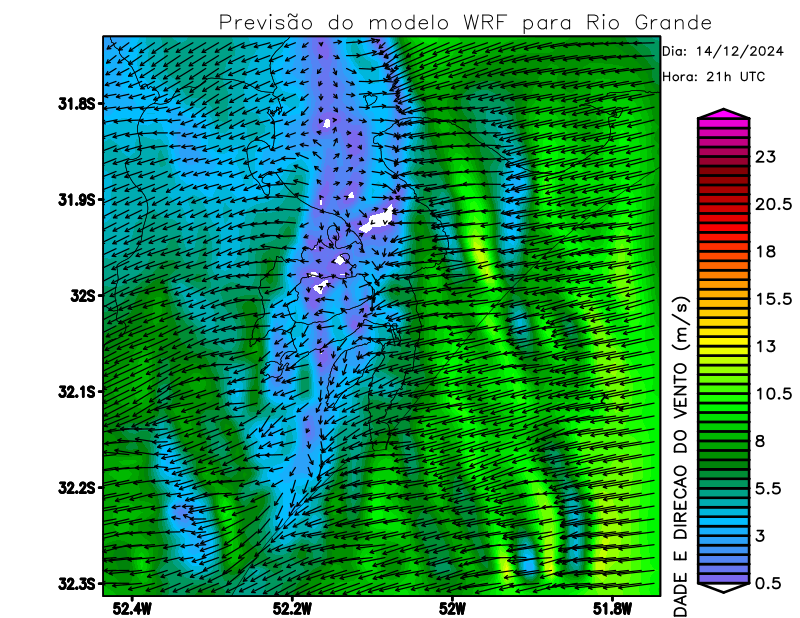 Previsão do modelo WRF para Rio Grande
Dia: 14/12/2024
Hora: 21h UTC
31.8S
31.9S
32S
32.1S
32.2S
32.3S
52.4W
52.2W
52W
51.8W
23
20.5
18
15.5
13
10.5
8
5.5
3
0.5
DADE E DIRECAO DO VENTO (m/s)